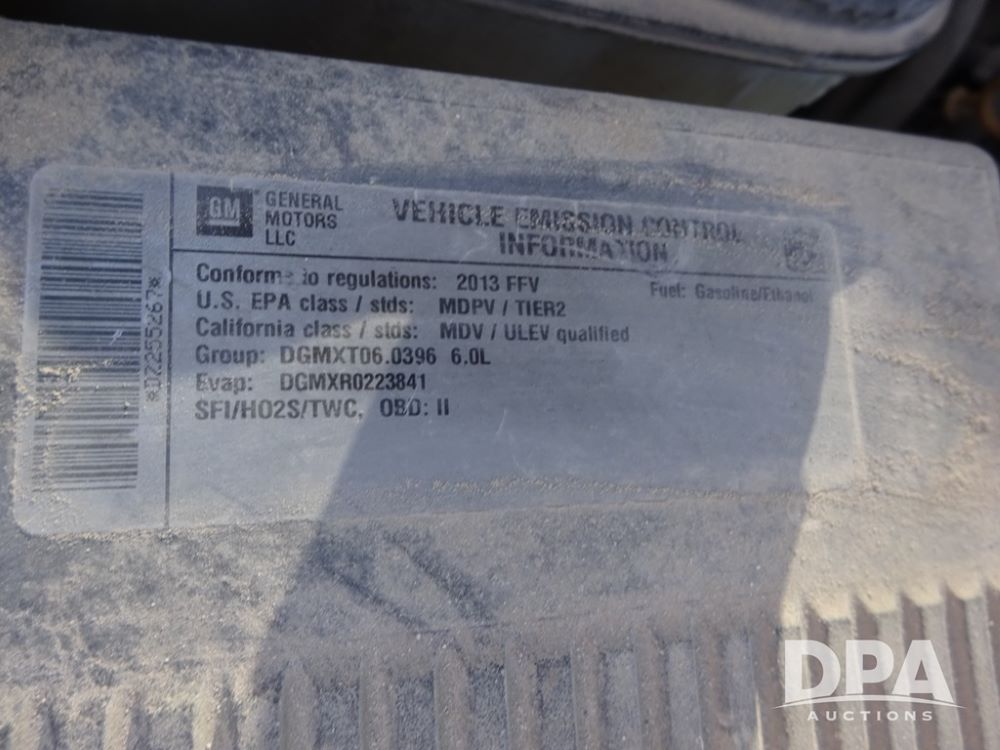 *D2255267*
GM
GENERAL
MOTORS
LLC
VEHICLE EMISSION CONTROL
INFORMATION
Conforms to regulations: 2013 FFV
Fuel: Gasoline/Ethanol
U.S. EPA class / stds: MDPV / TIER2
California class / stds: MDV / ULEV qualified
Group: DGMXT06.0396 6.0L
Evap: DGMXR0223841
SFI/HO2S/TWC, OBD: II
DPA
AUCTIONS